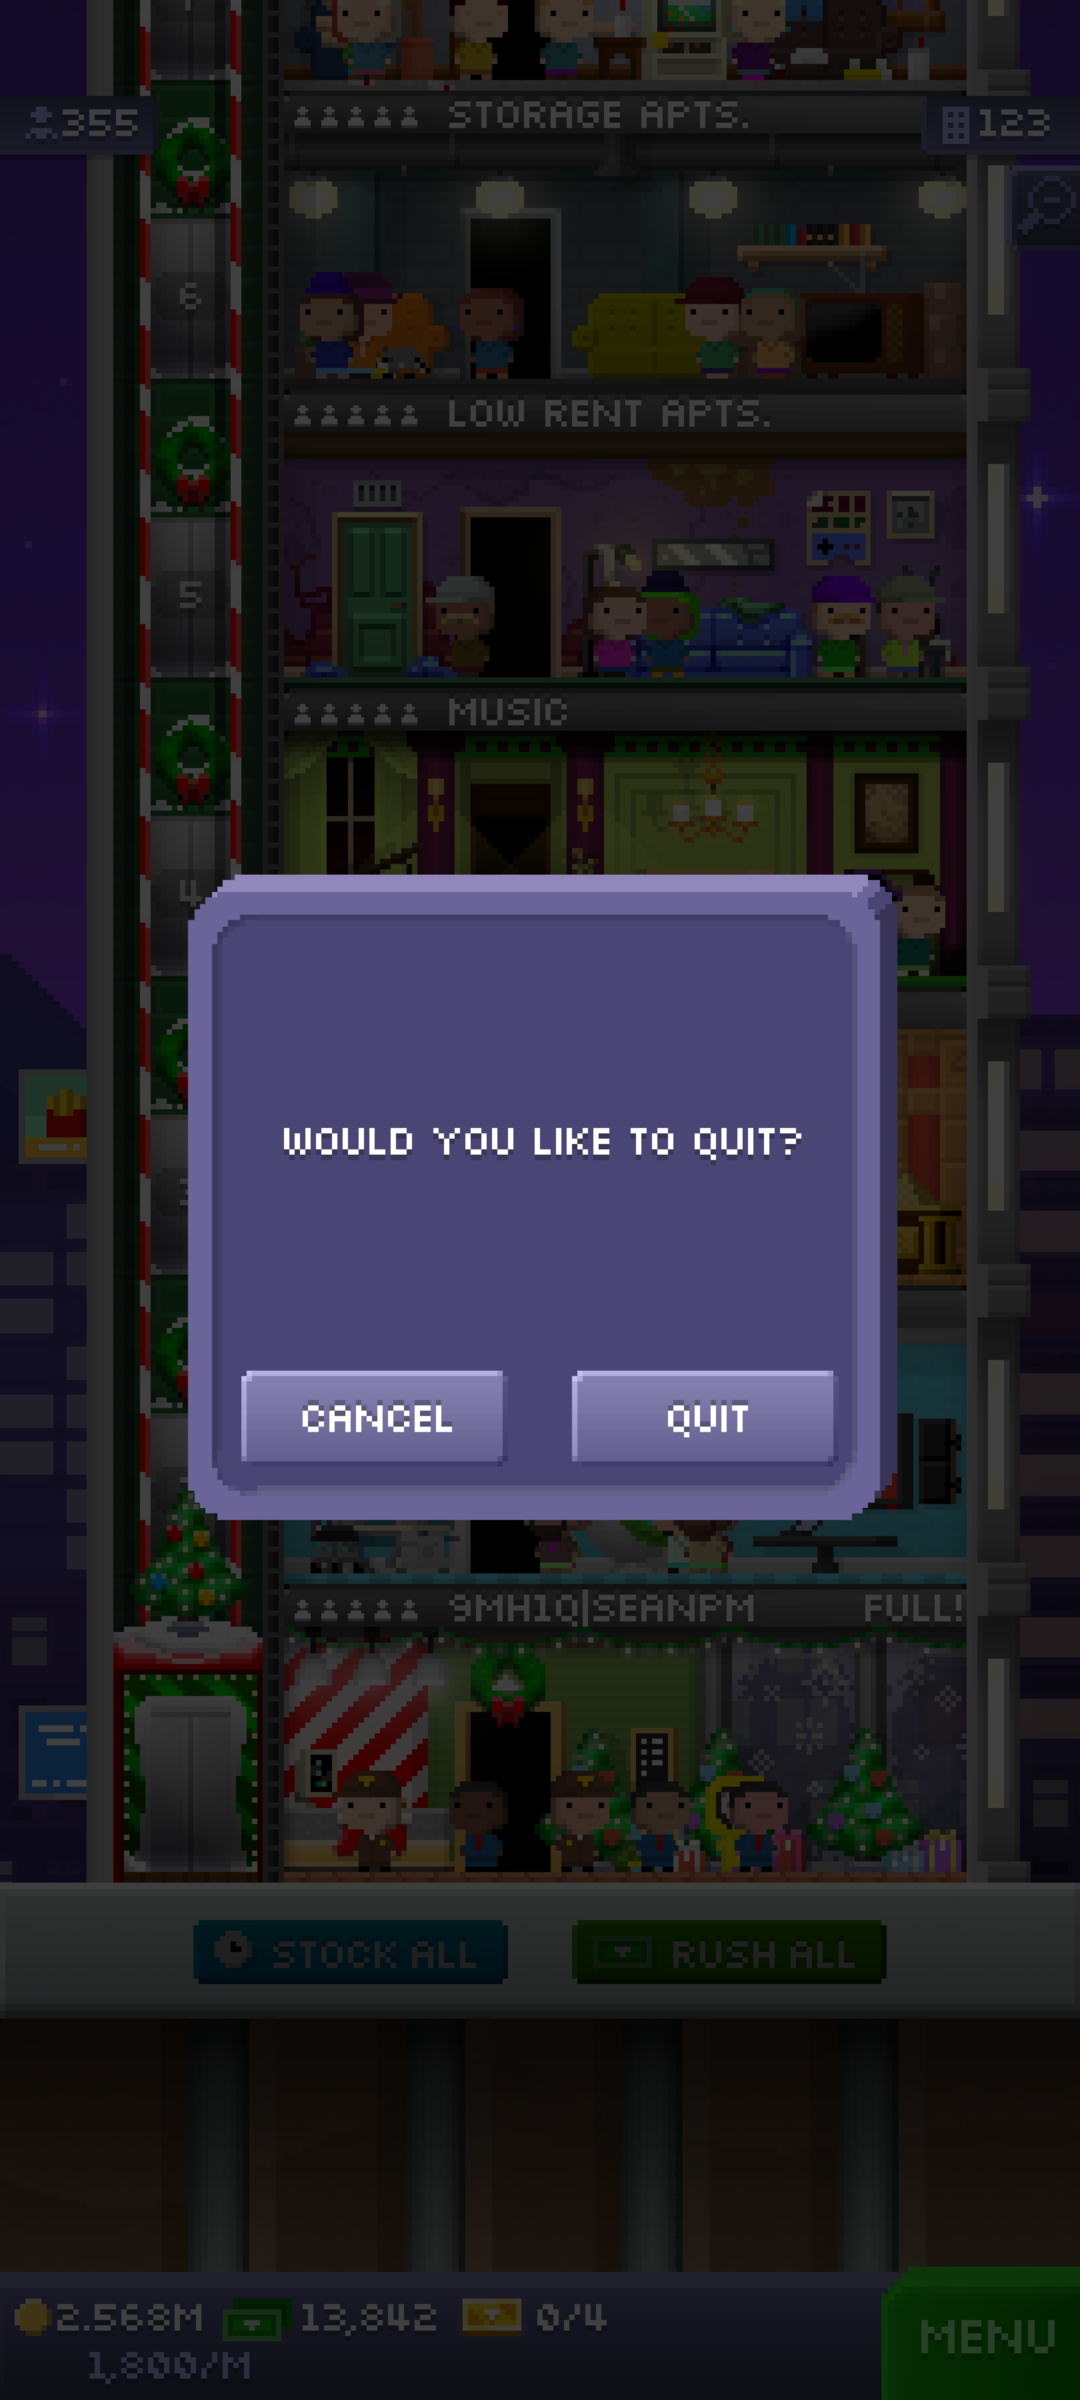 355
STORAGE APTS.
123
6
LOW RENT APTS.
5
MUSIC
4
WOULD YOU LIKE TO QUIT?
3
CANCEL
QUIT
9MH1Q|SEANPM
FULL!
STOCK ALL
RUSH ALL
2.568M
13,842
0/4
MENU
1,800/M